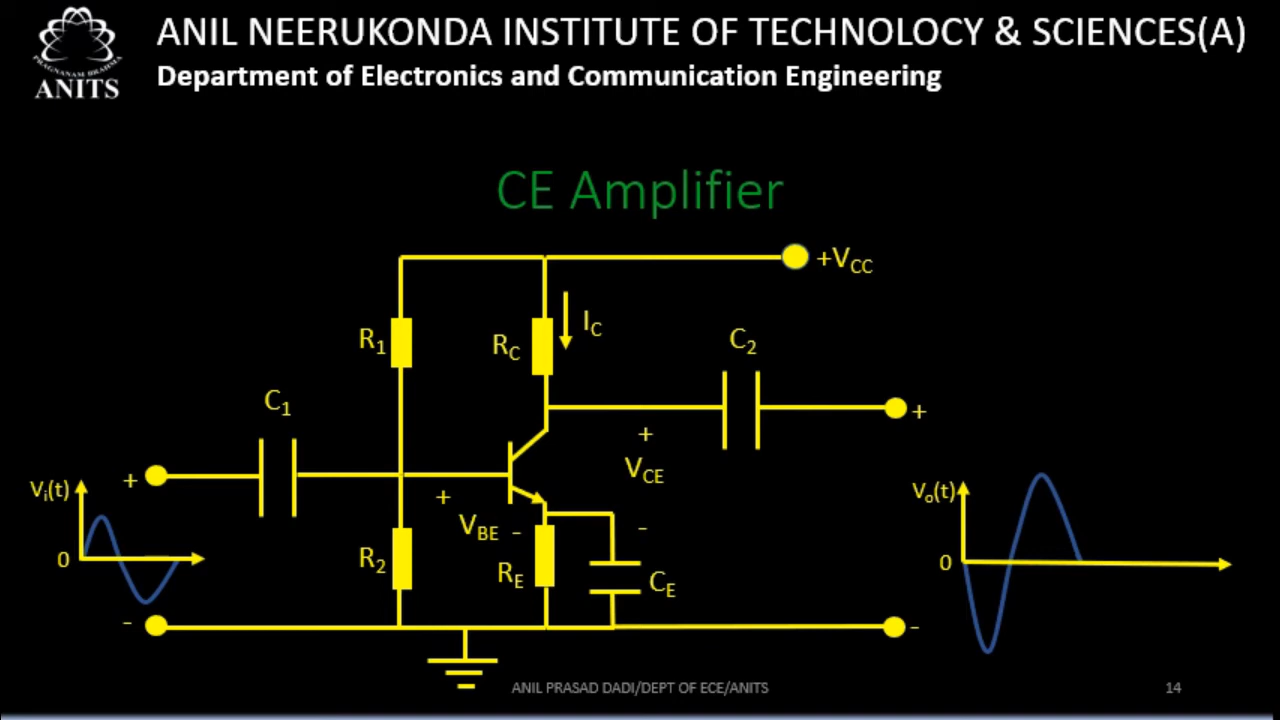 ANIL NEERUKONDA INSTITUTE OF TECHNOLOCY & SCIENCES(A)
Department of Electronics and Communication Engineering
PRAGNANAM BRAHMA
ANITS
CE Amplifier
+VCC
R1
RC
IC
C2
C1
+
+
+
VCE
Vi(t)
+
VBE -
-
Vo(t)
0
R2
RE
CE
0
-
-
ANIL PRASAD DADI/DEPT OF ECE/ANITS
14